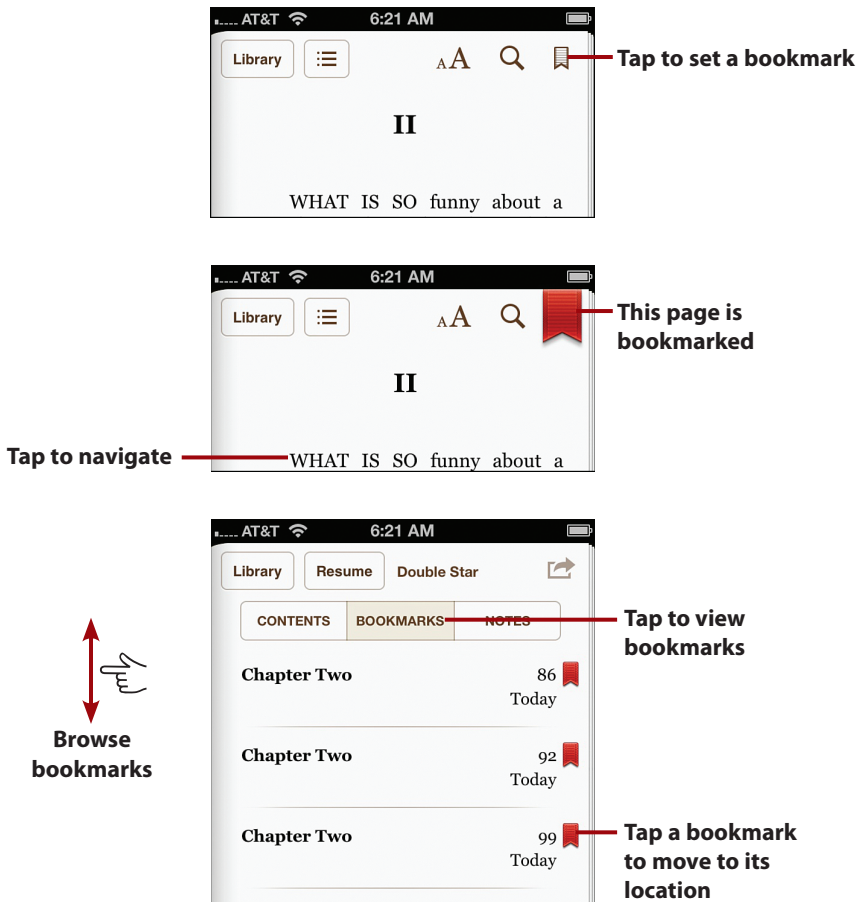 AT&T 6:21 AM
Library AA
Tap to set a bookmark
II
WHAT IS SO funny about a
AT&T 6:21 AM
Library AA
This page is
bookmarked
II
Tap to navigate
WHAT IS SO funny about a
AT&T 6:21 AM
Library Resume Double Star
CONTENTS BOOKMARKS NOTES
Tap to view
bookmarks
Chapter Two 86
Today
Browse
bookmarks
Chapter Two 92
Today
Chapter Two 99
Today
Tap a bookmark
to move to its
location